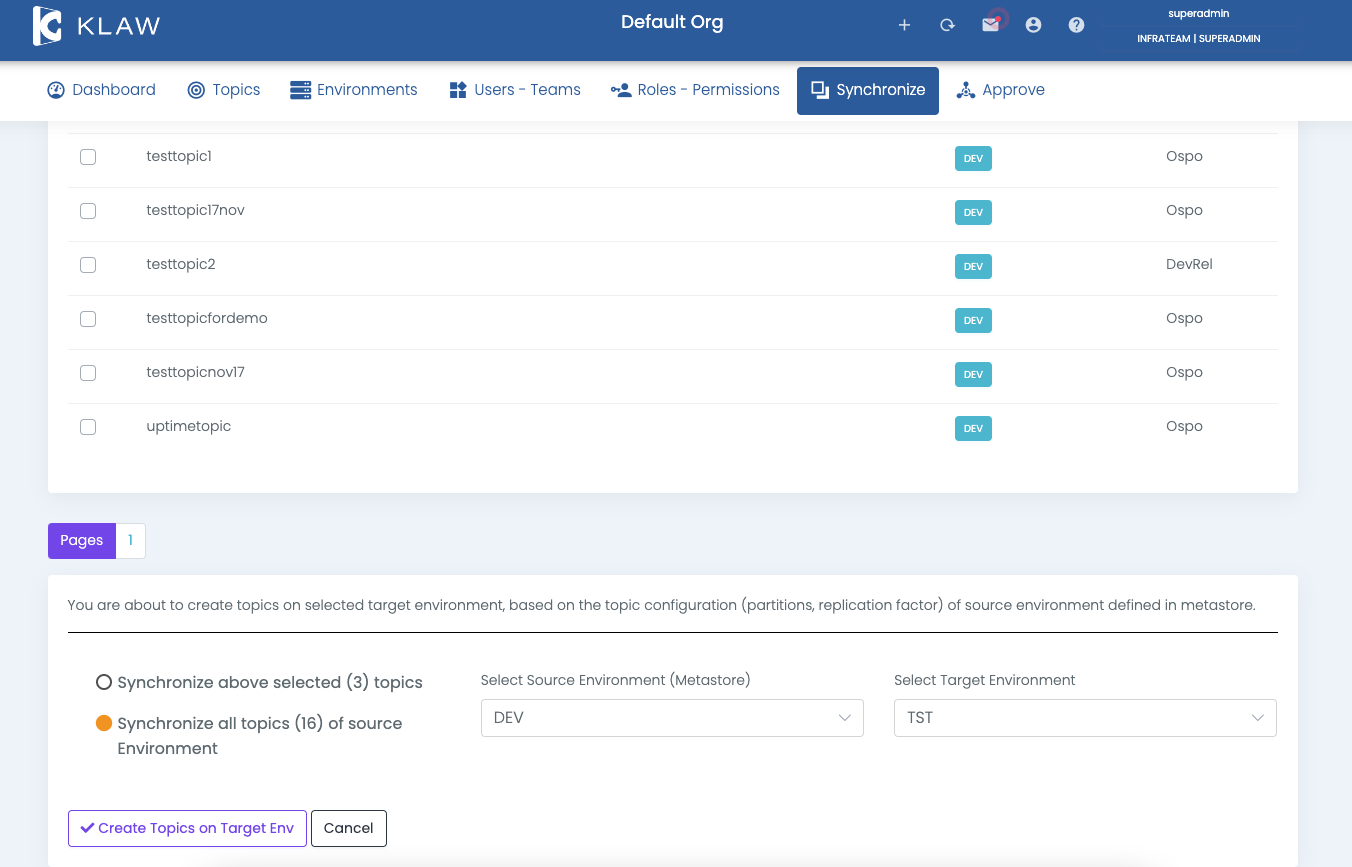 KLAW
Default Org
superadmin
INFRATEAM | SUPERADMIN
Dashboard
Topics
Environments
Users - Teams
Roles - Permissions
Synchronize
Approve
testtopic1 DEV Ospo
testtopic17nov DEV Ospo
testtopic2 DEV DevRel
testtopicfordemo DEV Ospo
testtopicnov17 DEV Ospo
uptimetopic DEV Ospo
Pages 1
You are about to create topics on selected target environment, based on the topic configuration (partitions, replication factor) of source environment defined in metastore.
Synchronize above selected (3) topics
Synchronize all topics (16) of source
Environment
Select Source Environment (Metastore)
DEV
Select Target Environment
TST
Create Topics on Target Env
Cancel